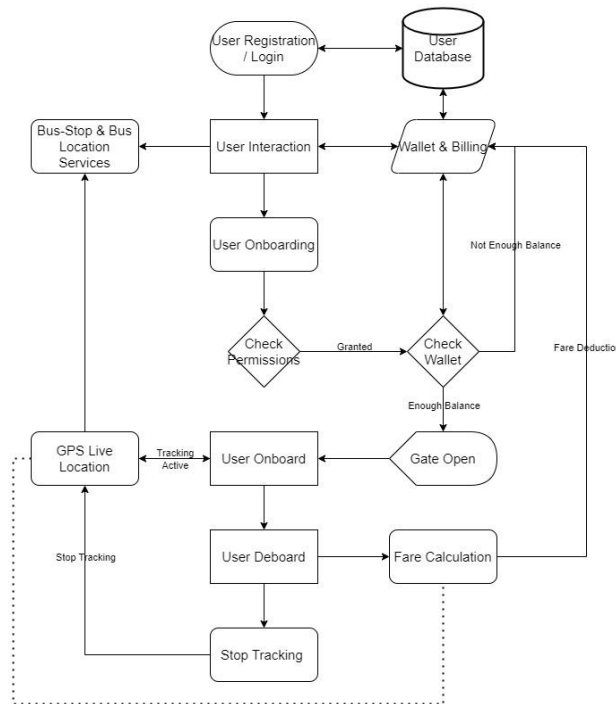 User Registration
/ Login
User
Database
Bus-Stop & Bus
Location
Services
User Interaction
Wallet & Billing
User Onboarding
Not Enough Balance
Check
Permissions
Granted
Check
Wallet
Fare Deduction
Enough Balance
GPS Live
Location
Tracking
Active
User Onboard
Gate Open
Stop Tracking
User Deboard
Fare Calculation
Stop Tracking